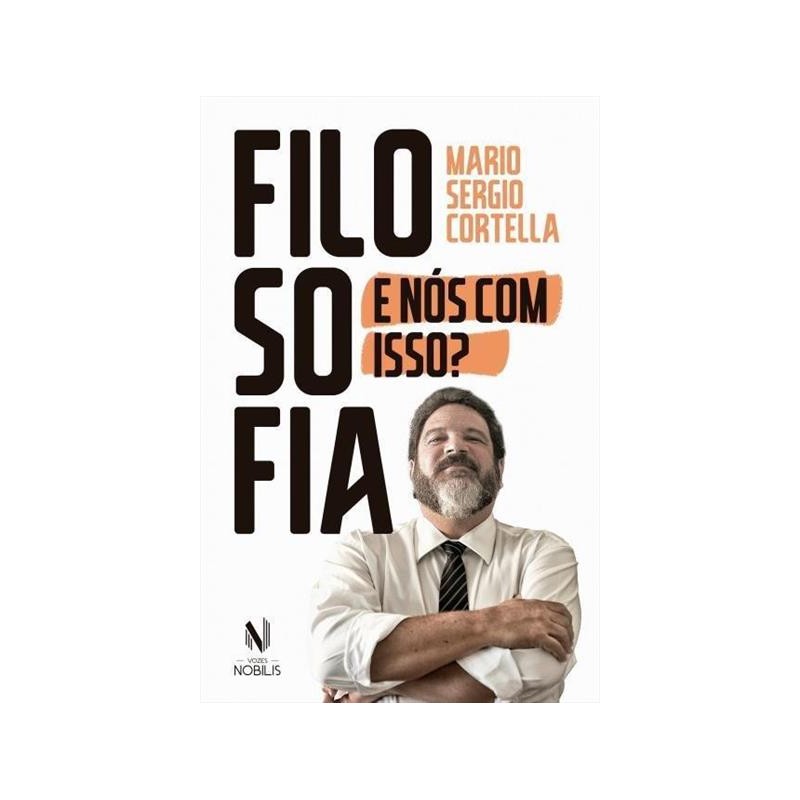 FILO
SO
FIA
MARIO
SERGIO
CORTELLA
E NÓS COM
ISSO?
N
VOZES
NOBILIS